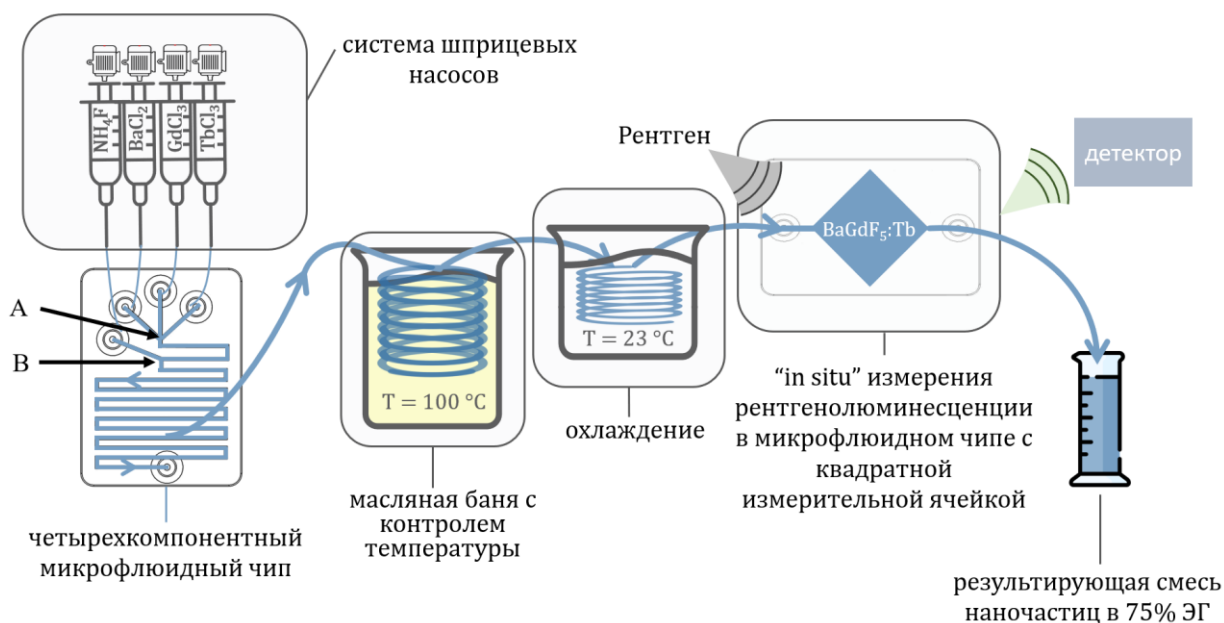 система шприцевых
насосов
NH₄F
BaCl₂
GdCl₃
TbCl₃
Рентген
детектор
BaGdF₅:Tb
A
B
T = 100 °C
T = 23 °C
четырехкомпонентный
микрофлюидный чип
масляная баня с
контролем
температуры
охлаждение
“in situ” измерения
рентгенолюминесценции
в микрофлюидном чипе с
квадратной
измерительной ячейкой
результирующая смесь
наночастиц в 75% ЭГ